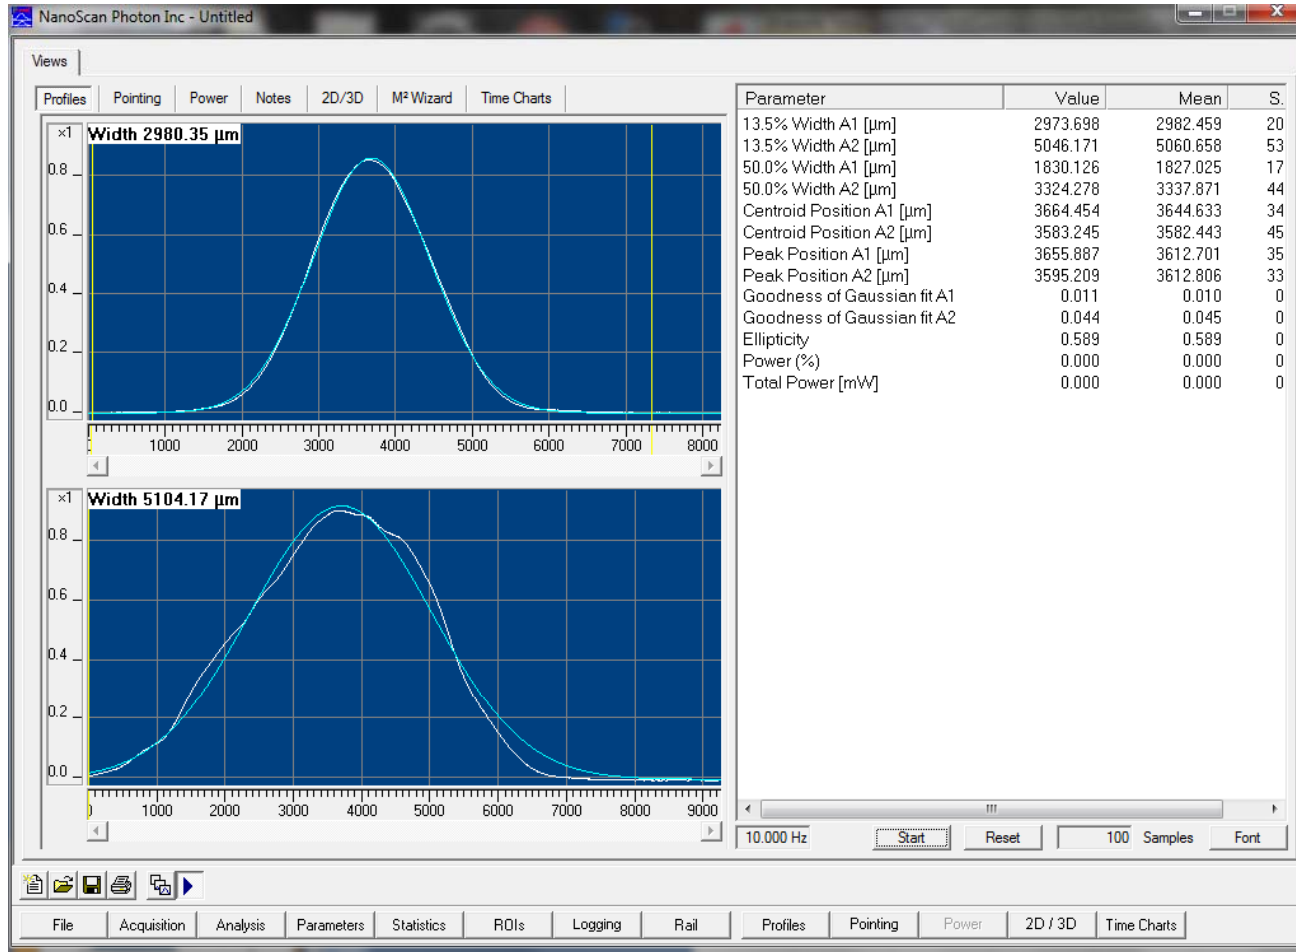 NanoScan Photon Inc - Untitled
Views
Profiles Pointing Power Notes 2D/3D M² Wizard Time Charts
×1 Width 2980.35 µm
0.8
0.6
0.4
0.2
0.0
1000 2000 3000 4000 5000 6000 7000 8000
×1 Width 5104.17 µm
0.8
0.6
0.4
0.2
0.0
1000 2000 3000 4000 5000 6000 7000 8000 9000
Parameter Value Mean S.
13.5% Width A1 [µm] 2973.698 2982.459 20
13.5% Width A2 [µm] 5046.171 5060.658 53
50.0% Width A1 [µm] 1830.126 1827.025 17
50.0% Width A2 [µm] 3324.278 3337.871 44
Centroid Position A1 [µm] 3664.454 3644.633 34
Centroid Position A2 [µm] 3583.245 3582.443 45
Peak Position A1 [µm] 3655.887 3612.701 35
Peak Position A2 [µm] 3595.209 3612.806 33
Goodness of Gaussian fit A1 0.011 0.010 0
Goodness of Gaussian fit A2 0.044 0.045 0
Ellipticity 0.589 0.589 0
Power (%) 0.000 0.000 0
Total Power [mW] 0.000 0.000 0
10.000 Hz Start Reset 100 Samples Font
File Acquisition Analysis Parameters Statistics ROIs Logging Rail Profiles Pointing Power 2D / 3D Time Charts